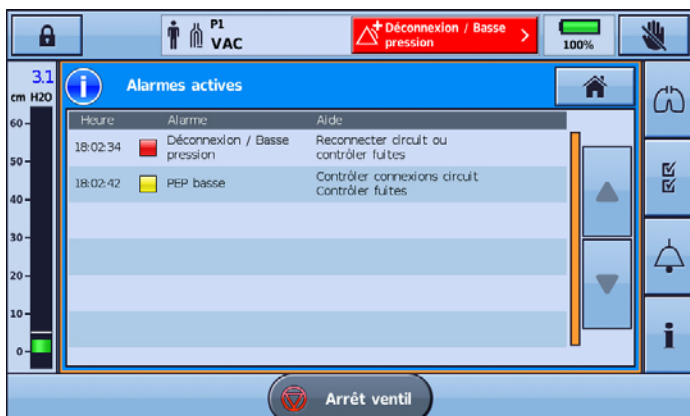 P1
VAC
Déconnexion / Basse
pression
100%
3.1
cm H2O
Alarmes actives
Heure Alarme Aide
18:02:34 Déconnexion / Basse pression Reconnecter circuit ou contrôler fuites
18:02:42 PEP basse Contrôler connexions circuit Contrôler fuites
60
50
40
30
20
10
0
Arrêt ventil